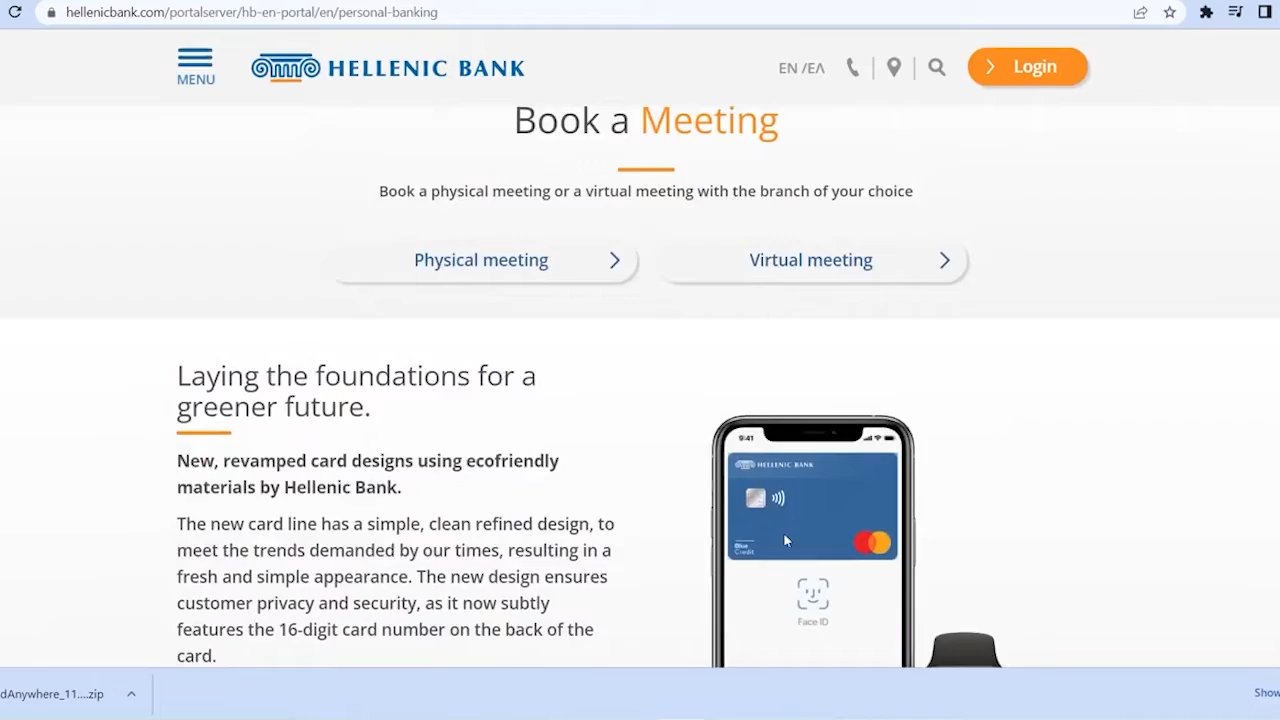 hellenicbank.com/portalserver/hb-en-portal/en/personal-banking
MENU
HELLENIC BANK
EN /ΕΛ
Login
Book a Meeting
Book a physical meeting or a virtual meeting with the branch of your choice
Physical meeting
Virtual meeting
Laying the foundations for a
greener future.
New, revamped card designs using ecofriendly
materials by Hellenic Bank.
The new card line has a simple, clean refined design, to
meet the trends demanded by our times, resulting in a
fresh and simple appearance. The new design ensures
customer privacy and security, as it now subtly
features the 16-digit card number on the back of the
card.
9:41
HELLENIC BANK
Blue
Credit
Face ID
dAnywhere_11....zip
Show